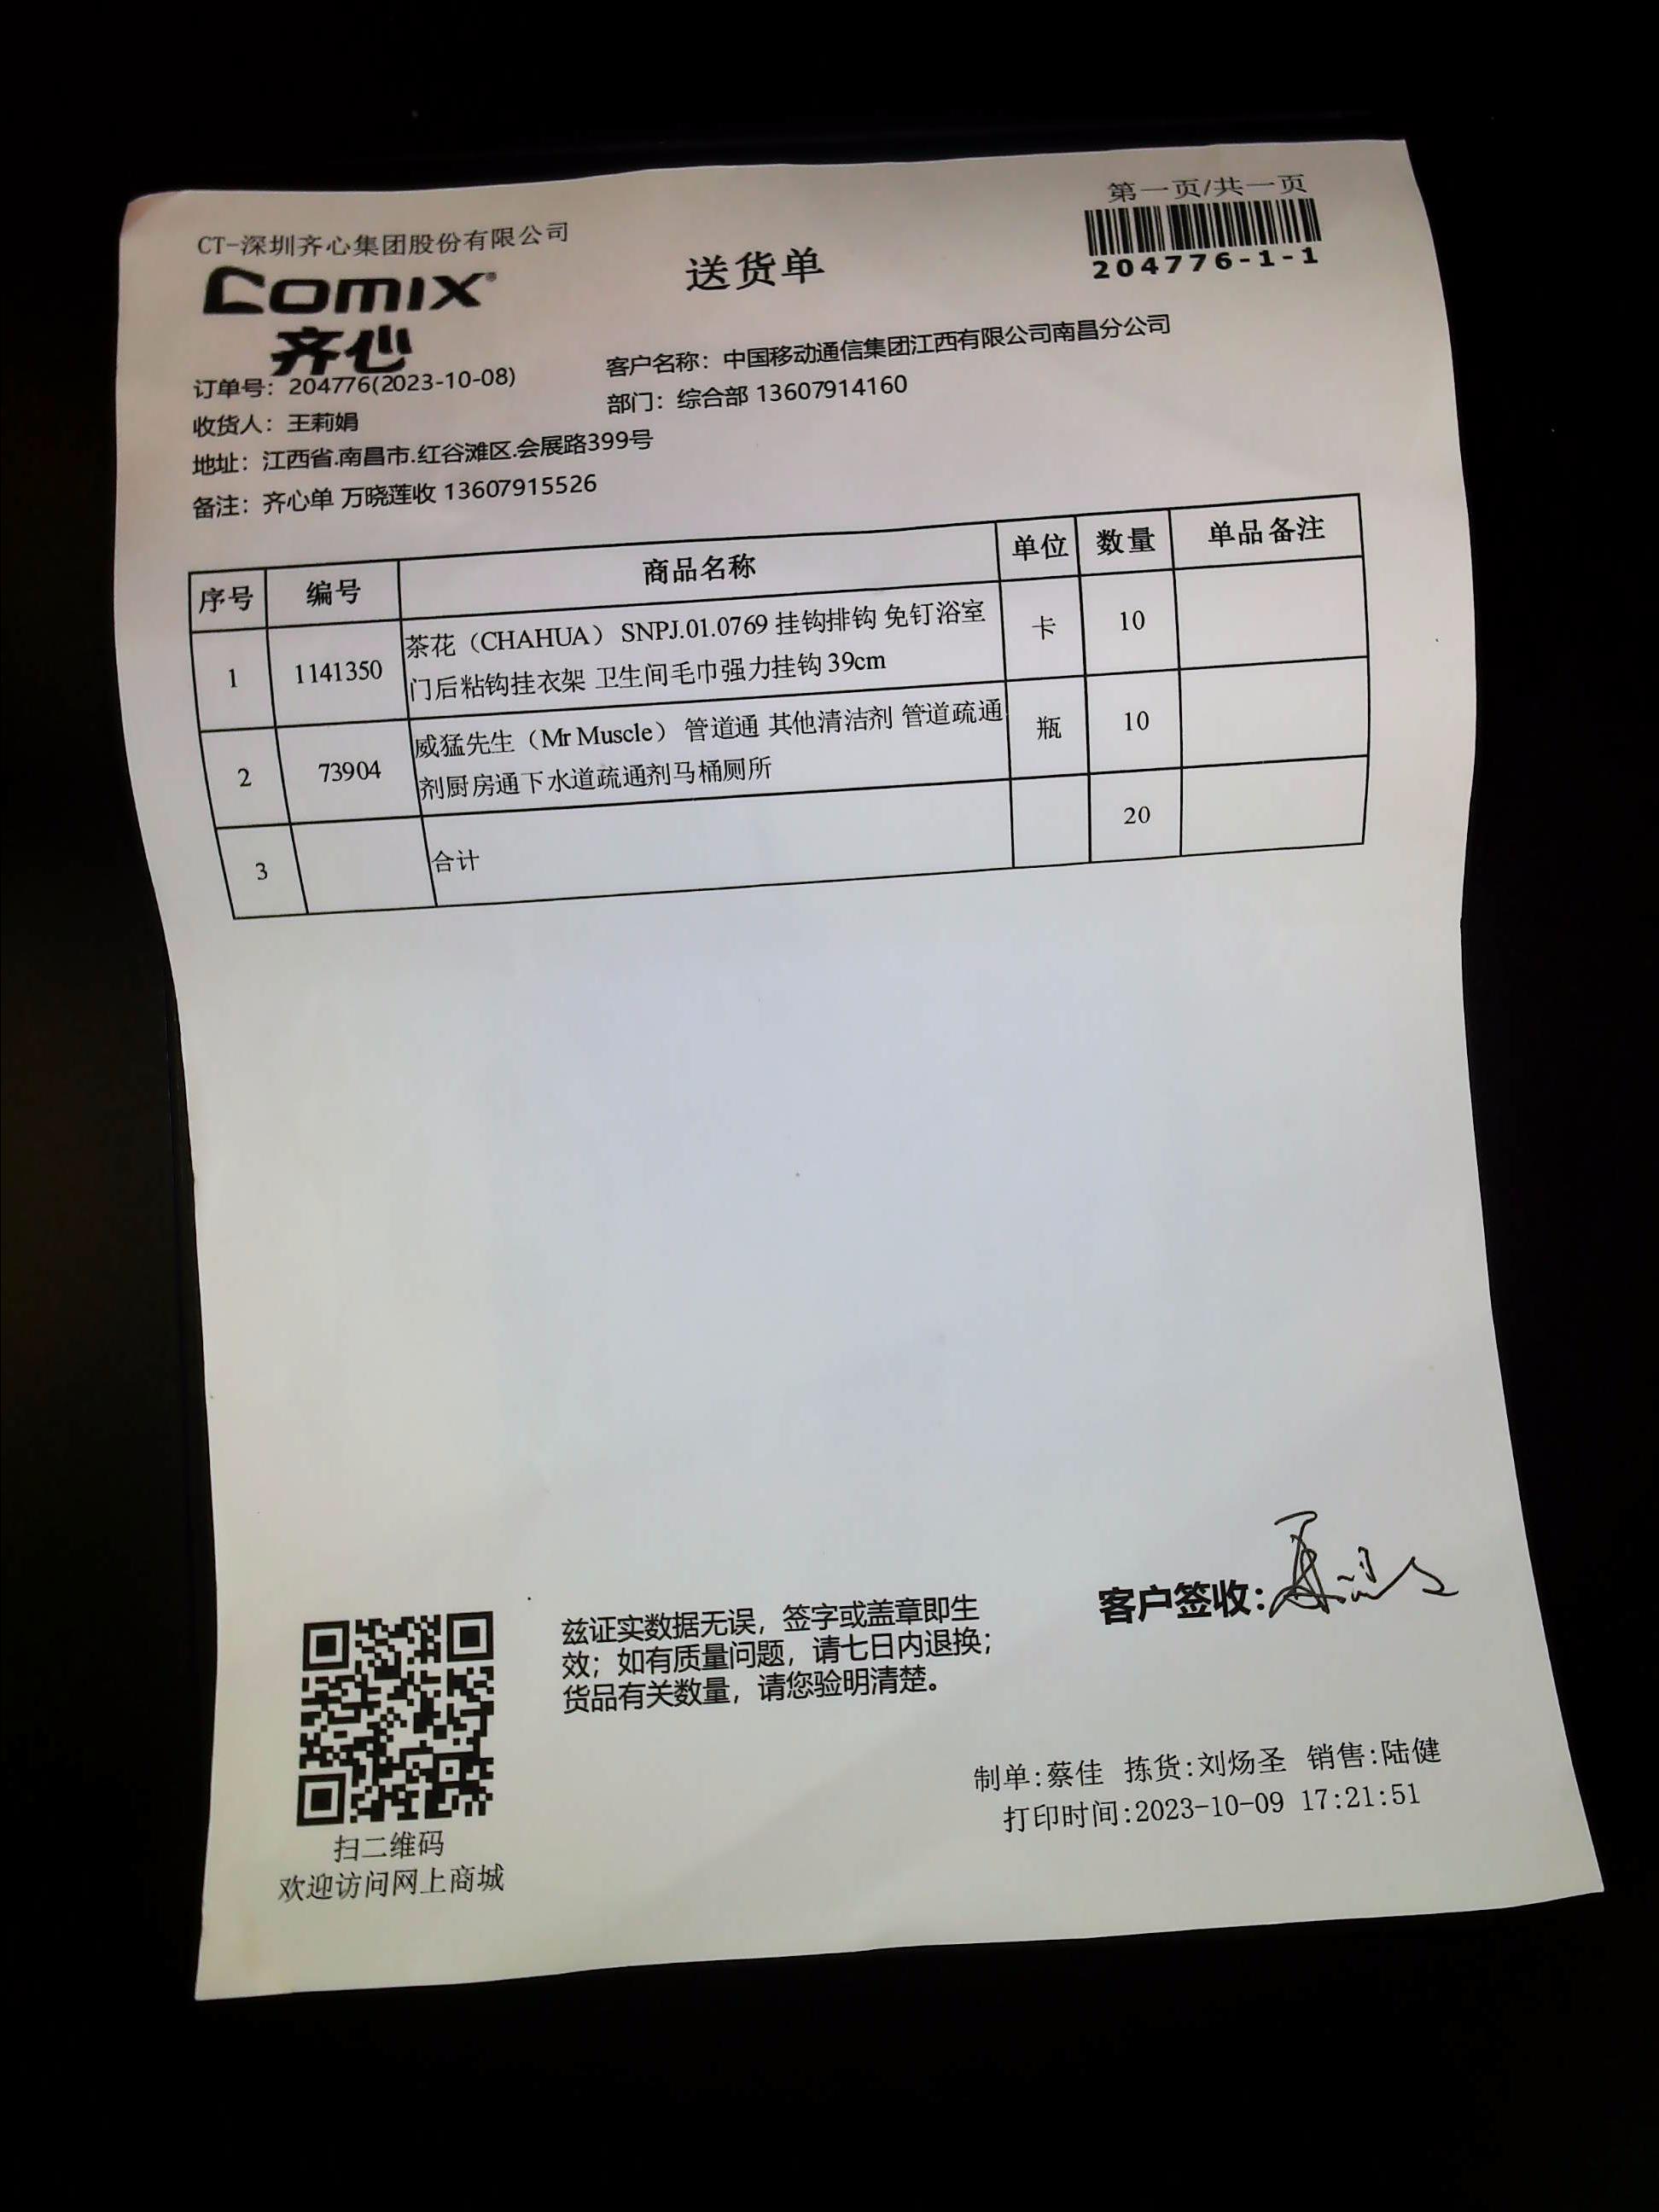 第一页/共一页
CT-深圳齐心集团股份有限公司
comix®
齐心
送货单
204776-1-1
订单号：204776(2023-10-08)
客户名称：中国移动通信集团江西有限公司南昌分公司
收货人：王莉娟
部门：综合部 13607914160
地址：江西省.南昌市.红谷滩区.会展路399号
备注：齐心单 万晓莲收 13607915526
序号 编号 商品名称 单位 数量 单品备注
1 1141350 茶花（CHAHUA） SNPJ.01.0769 挂钩排钩 免钉浴室 卡 10
门后粘钩挂衣架 卫生间毛巾强力挂钩 39cm
2 73904 威猛先生（Mr Muscle） 管道通 其他清洁剂 管道疏通 瓶 10
剂厨房通下水道疏通剂马桶厕所
3 合计 20
客户签收:
兹证实数据无误，签字或盖章即生
效；如有质量问题，请七日内退换；
货品有关数量，请您验明清楚。
制单:蔡佳 拣货:刘炀圣 销售:陆健
打印时间:2023-10-09 17:21:51
扫二维码
欢迎访问网上商城